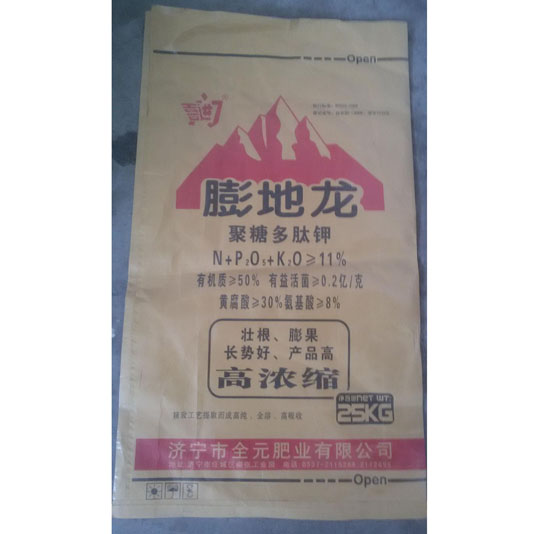 Open
膨地龙
聚糖多肽钾
N+P₂O₅+K₂O≥11%
有机质≥50% 有益活菌≥0.2亿/克
黄腐酸≥30%氨基酸≥8%
壮根、膨果
长势好、产品高
高浓缩
净含量NET WT:
25KG
济宁市全元肥业有限公司
Open